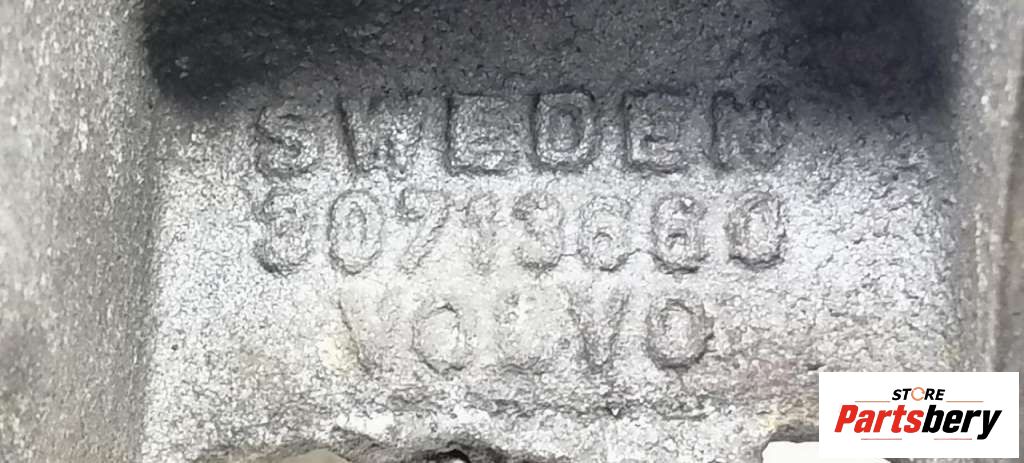 SWEDEN
30713660
VOLVO
STORE
Partsbery